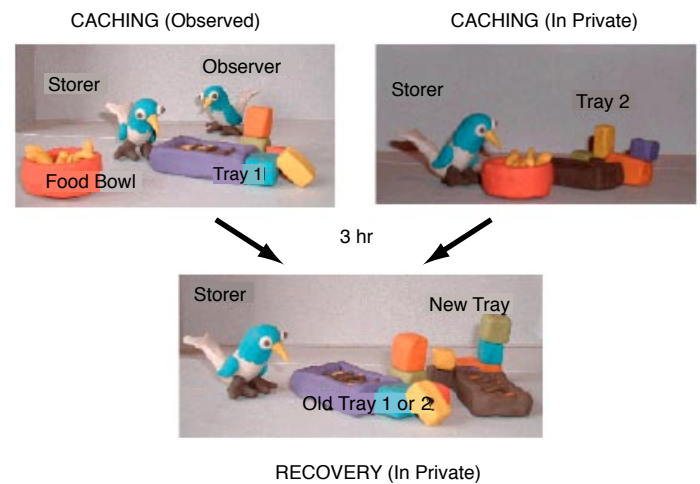 CACHING (Observed)
CACHING (In Private)
Storer
Observer
Food Bowl
Tray 1
Storer
Tray 2
3 hr
Storer
New Tray
Old Tray 1 or 2
RECOVERY (In Private)